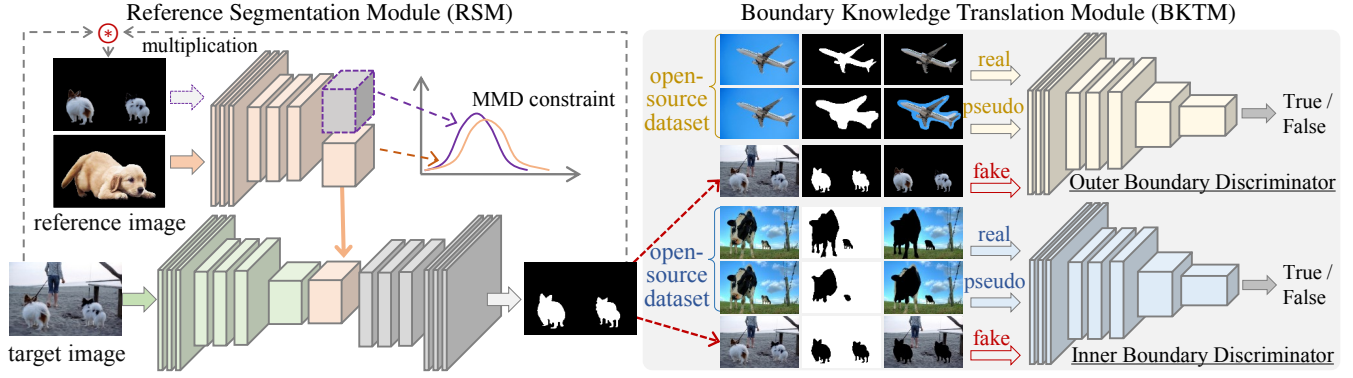 Reference Segmentation Module (RSM)
multiplication
MMD constraint
reference image
target image
Boundary Knowledge Translation Module (BKTM)
open-
source
dataset
real
pseudo
fake
True /
False
Outer Boundary Discriminator
open-
source
dataset
real
pseudo
fake
True /
False
Inner Boundary Discriminator